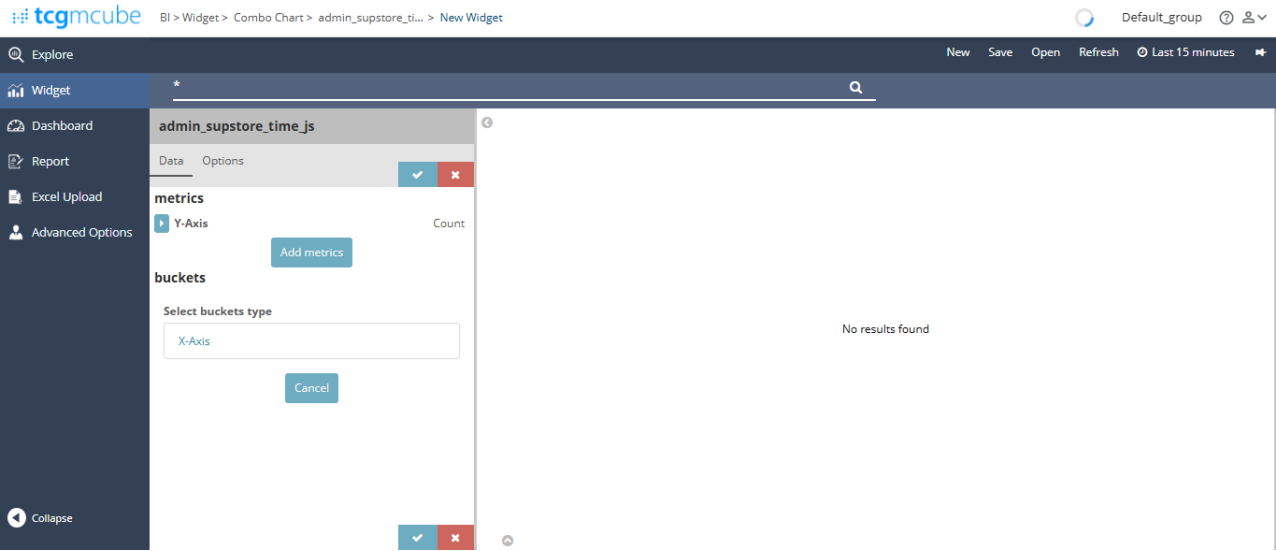 tcgmcube BI > Widget > Combo Chart > admin_supstore_ti... > New Widget Default_group
Explore New Save Open Refresh Last 15 minutes
Widget *
Dashboard
Report
Excel Upload
Advanced Options
Collapse
admin_supstore_time_js
Data Options
metrics
Y-Axis Count
Add metrics
buckets
Select buckets type
X-Axis
Cancel
No results found